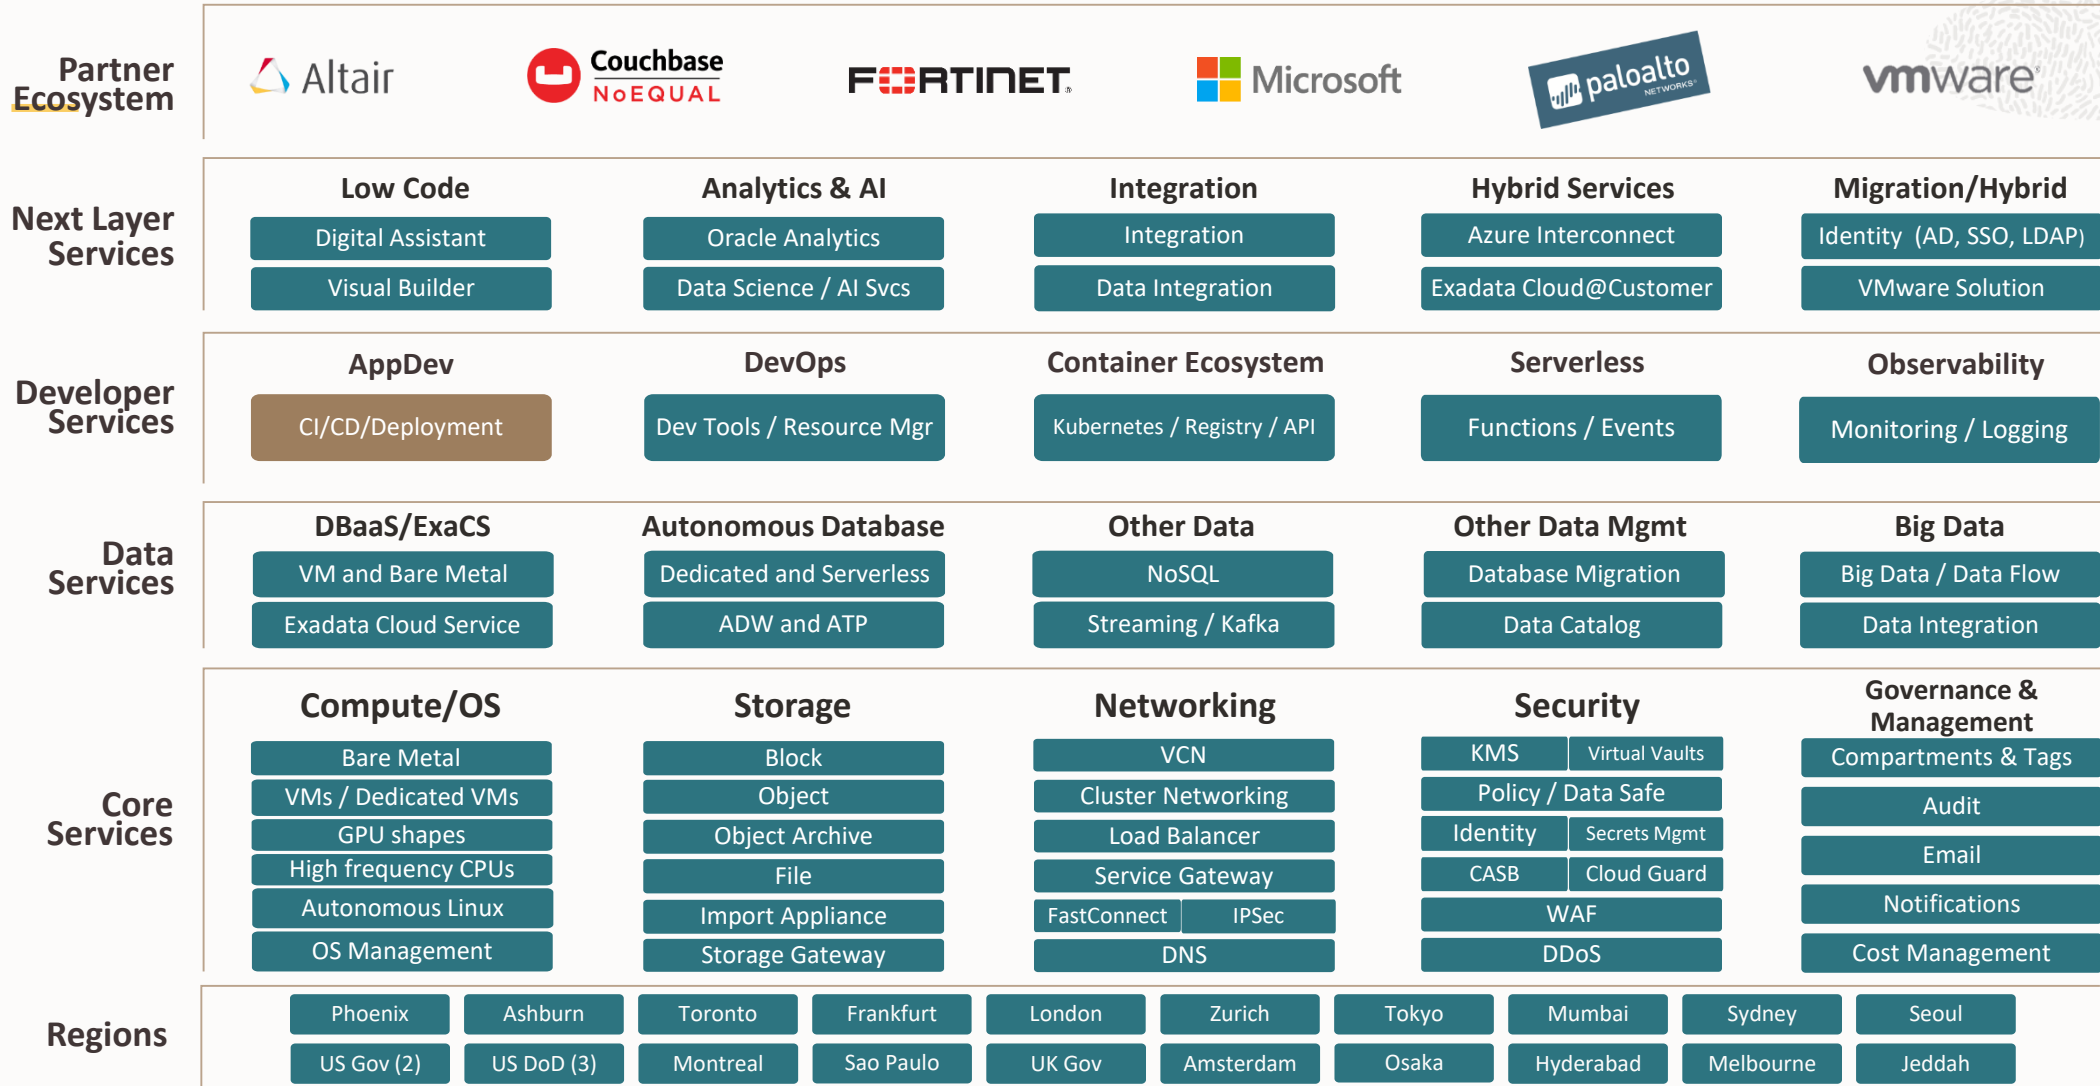 Partner
Ecosystem
Altair
Couchbase
NoEQUAL
FORTINET®
Microsoft
paloalto
NETWORKS®
vmware®
Next Layer
Services
Low Code
Digital Assistant
Visual Builder
Analytics & AI
Oracle Analytics
Data Science / AI Svcs
Integration
Integration
Data Integration
Hybrid Services
Azure Interconnect
Exadata Cloud@Customer
Migration/Hybrid
Identity (AD, SSO, LDAP)
VMware Solution
Developer
Services
AppDev
CI/CD/Deployment
DevOps
Dev Tools / Resource Mgr
Container Ecosystem
Kubernetes / Registry / API
Serverless
Functions / Events
Observability
Monitoring / Logging
Data
Services
DBaaS/ExaCS
VM and Bare Metal
Exadata Cloud Service
Autonomous Database
Dedicated and Serverless
ADW and ATP
Other Data
NoSQL
Streaming / Kafka
Other Data Mgmt
Database Migration
Data Catalog
Big Data
Big Data / Data Flow
Data Integration
Core
Services
Compute/OS
Bare Metal
VMs / Dedicated VMs
GPU shapes
High frequency CPUs
Autonomous Linux
OS Management
Storage
Block
Object
Object Archive
File
Import Appliance
Storage Gateway
Networking
VCN
Cluster Networking
Load Balancer
Service Gateway
FastConnect IPSec
DNS
Security
KMS Virtual Vaults
Policy / Data Safe
Identity Secrets Mgmt
CASB Cloud Guard
WAF
DDoS
Governance &
Management
Compartments & Tags
Audit
Email
Notifications
Cost Management
Regions
Phoenix Ashburn Toronto Frankfurt London Zurich Tokyo Mumbai Sydney Seoul
US Gov (2) US DoD (3) Montreal Sao Paulo UK Gov Amsterdam Osaka Hyderabad Melbourne Jeddah